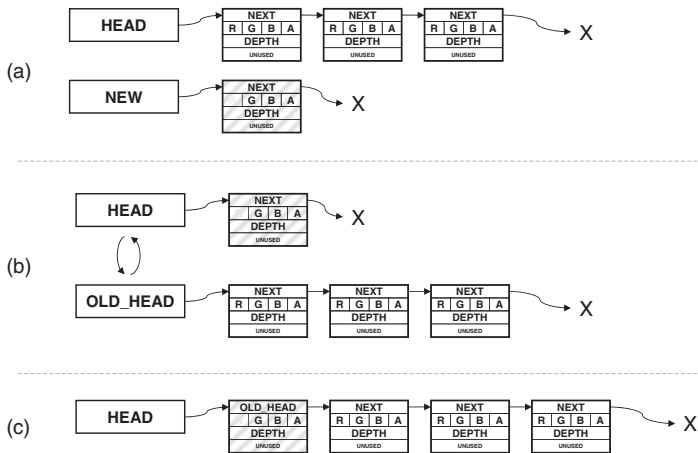 HEAD
NEXT NEXT NEXT
R G B A R G B A R G B A
DEPTH DEPTH DEPTH
UNUSED UNUSED UNUSED
X
(a)
NEW
NEXT
G B A
DEPTH
UNUSED
X
HEAD
NEXT
G B A
DEPTH
UNUSED
X
(b)
OLD_HEAD
NEXT NEXT NEXT
R G B A R G B A R G B A
DEPTH DEPTH DEPTH
UNUSED UNUSED UNUSED
X
(c)
HEAD
OLD_HEAD NEXT NEXT NEXT
G B A R G B A R G B A R G B A
DEPTH DEPTH DEPTH DEPTH
UNUSED UNUSED UNUSED UNUSED
X